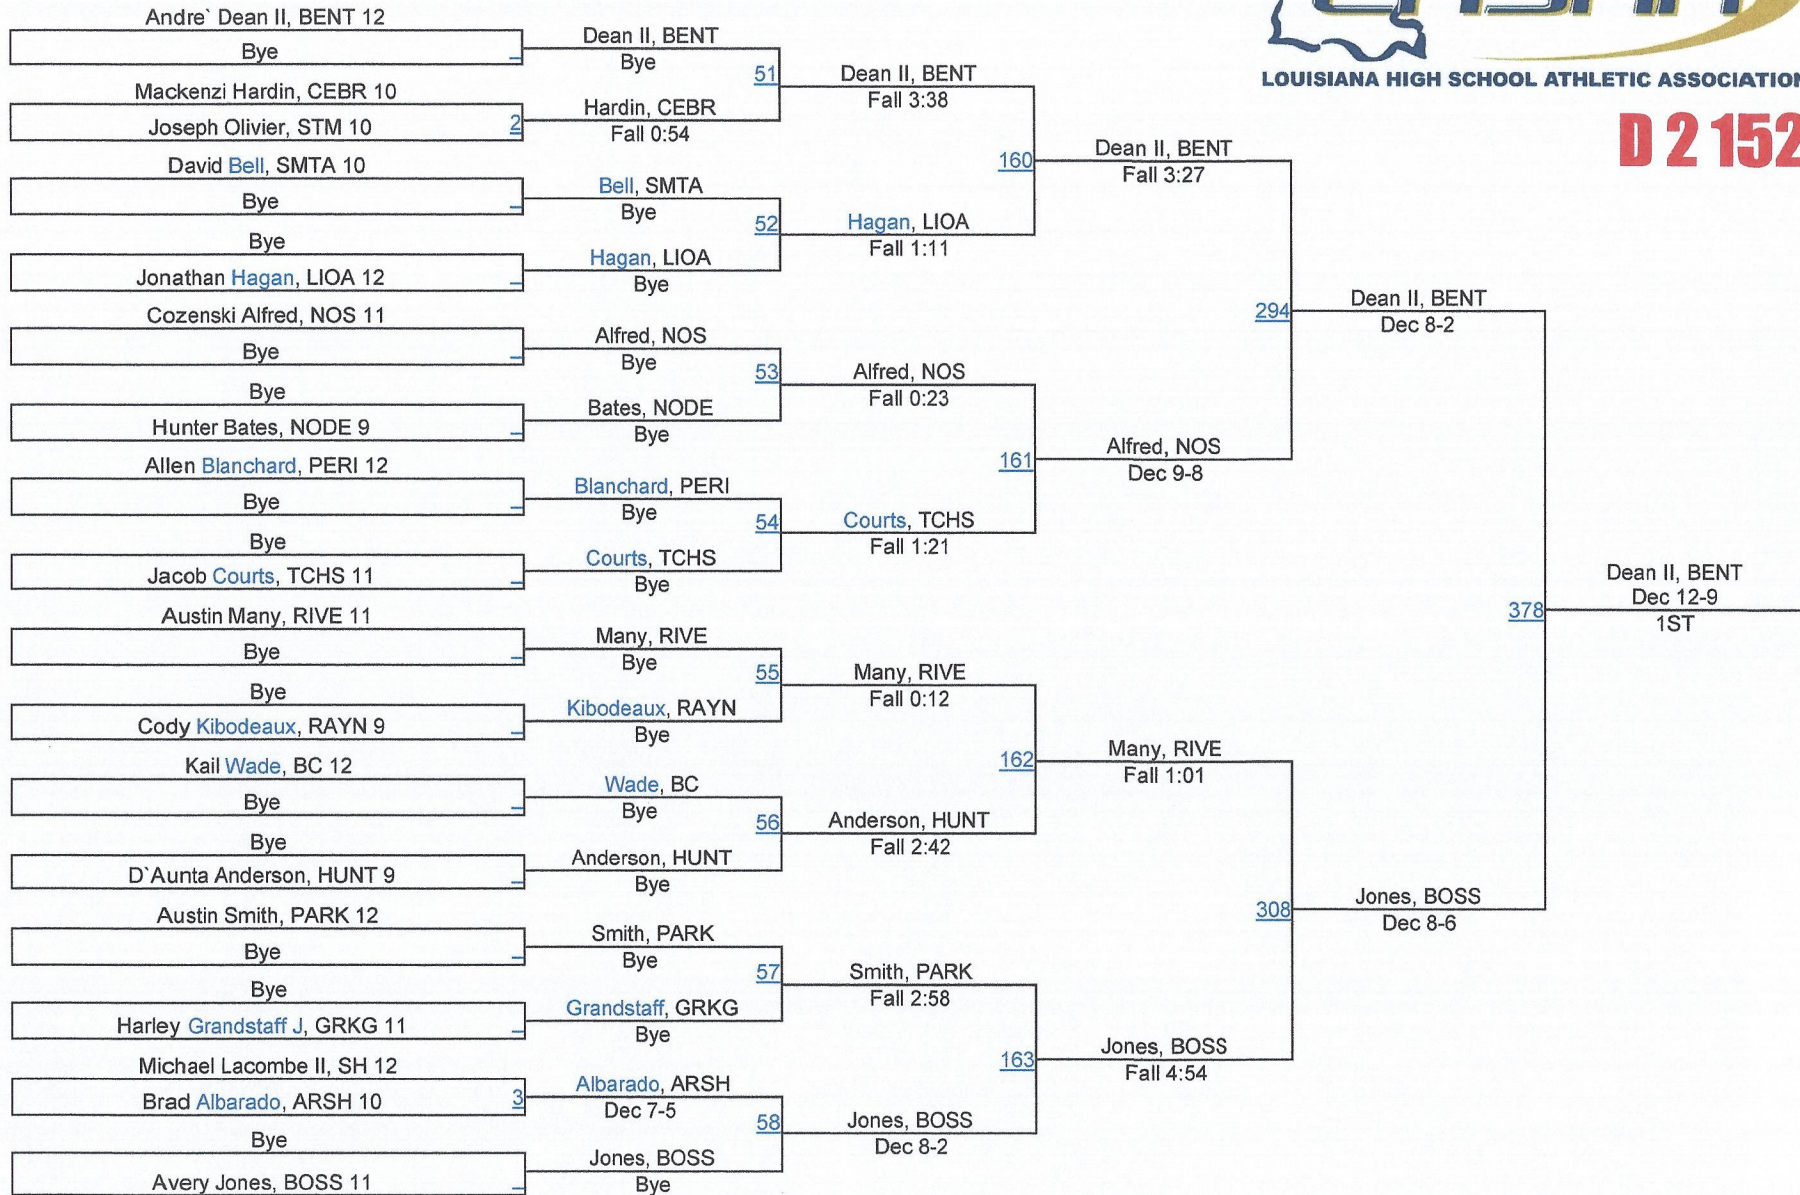 LOUISIANA HIGH SCHOOL ATHLETIC ASSOCIATION
D 2 152
Andre` Dean II, BENT 12
Bye
Mackenzi Hardin, CEBR 10
Joseph Olivier, STM 10
2
David Bell, SMTA 10
Bye
Bye
Jonathan Hagan, LIOA 12
Cozenski Alfred, NOS 11
Bye
Bye
Hunter Bates, NODE 9
Allen Blanchard, PERI 12
Bye
Bye
Jacob Courts, TCHS 11
Austin Many, RIVE 11
Bye
Bye
Cody Kibodeaux, RAYN 9
Kail Wade, BC 12
Bye
Bye
D`Aunta Anderson, HUNT 9
Austin Smith, PARK 12
Bye
Bye
Harley Grandstaff J, GRKG 11
Michael Lacombe II, SH 12
Brad Albarado, ARSH 10
3
Bye
Avery Jones, BOSS 11
Dean II, BENT
Bye
51
Hardin, CEBR
Fall 0:54
Bell, SMTA
Bye
52
Hagan, LIOA
Bye
Alfred, NOS
Bye
53
Bates, NODE
Bye
Blanchard, PERI
Bye
54
Courts, TCHS
Bye
Many, RIVE
Bye
55
Kibodeaux, RAYN
Bye
Wade, BC
Bye
56
Anderson, HUNT
Bye
Smith, PARK
Bye
57
Grandstaff, GRKG
Bye
Albarado, ARSH
Dec 7-5
58
Jones, BOSS
Bye
Dean II, BENT
Fall 3:38
160
Hagan, LIOA
Fall 1:11
Alfred, NOS
Fall 0:23
161
Courts, TCHS
Fall 1:21
Many, RIVE
Fall 0:12
162
Anderson, HUNT
Fall 2:42
Smith, PARK
Fall 2:58
163
Jones, BOSS
Dec 8-2
Dean II, BENT
Fall 3:27
294
Alfred, NOS
Dec 9-8
Many, RIVE
Fall 1:01
308
Jones, BOSS
Fall 4:54
Dean II, BENT
Dec 8-2
378
Jones, BOSS
Dec 8-6
Dean II, BENT
Dec 12-9
1ST